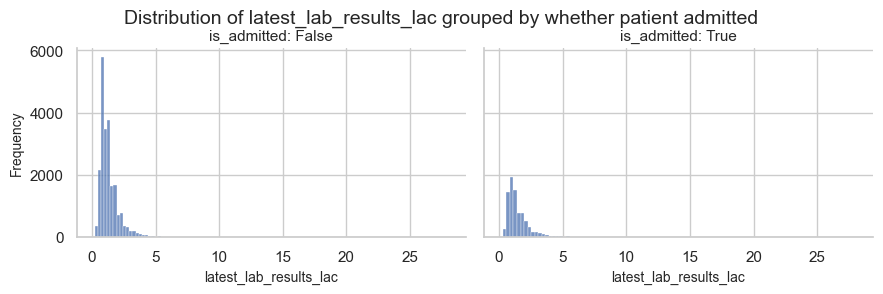 Distribution of latest_lab_results_lac grouped by whether patient admitted
is_admitted: False
is_admitted: True
6000
4000
2000
0
Frequency
0 5 10 15 20 25
0 5 10 15 20 25
latest_lab_results_lac
latest_lab_results_lac